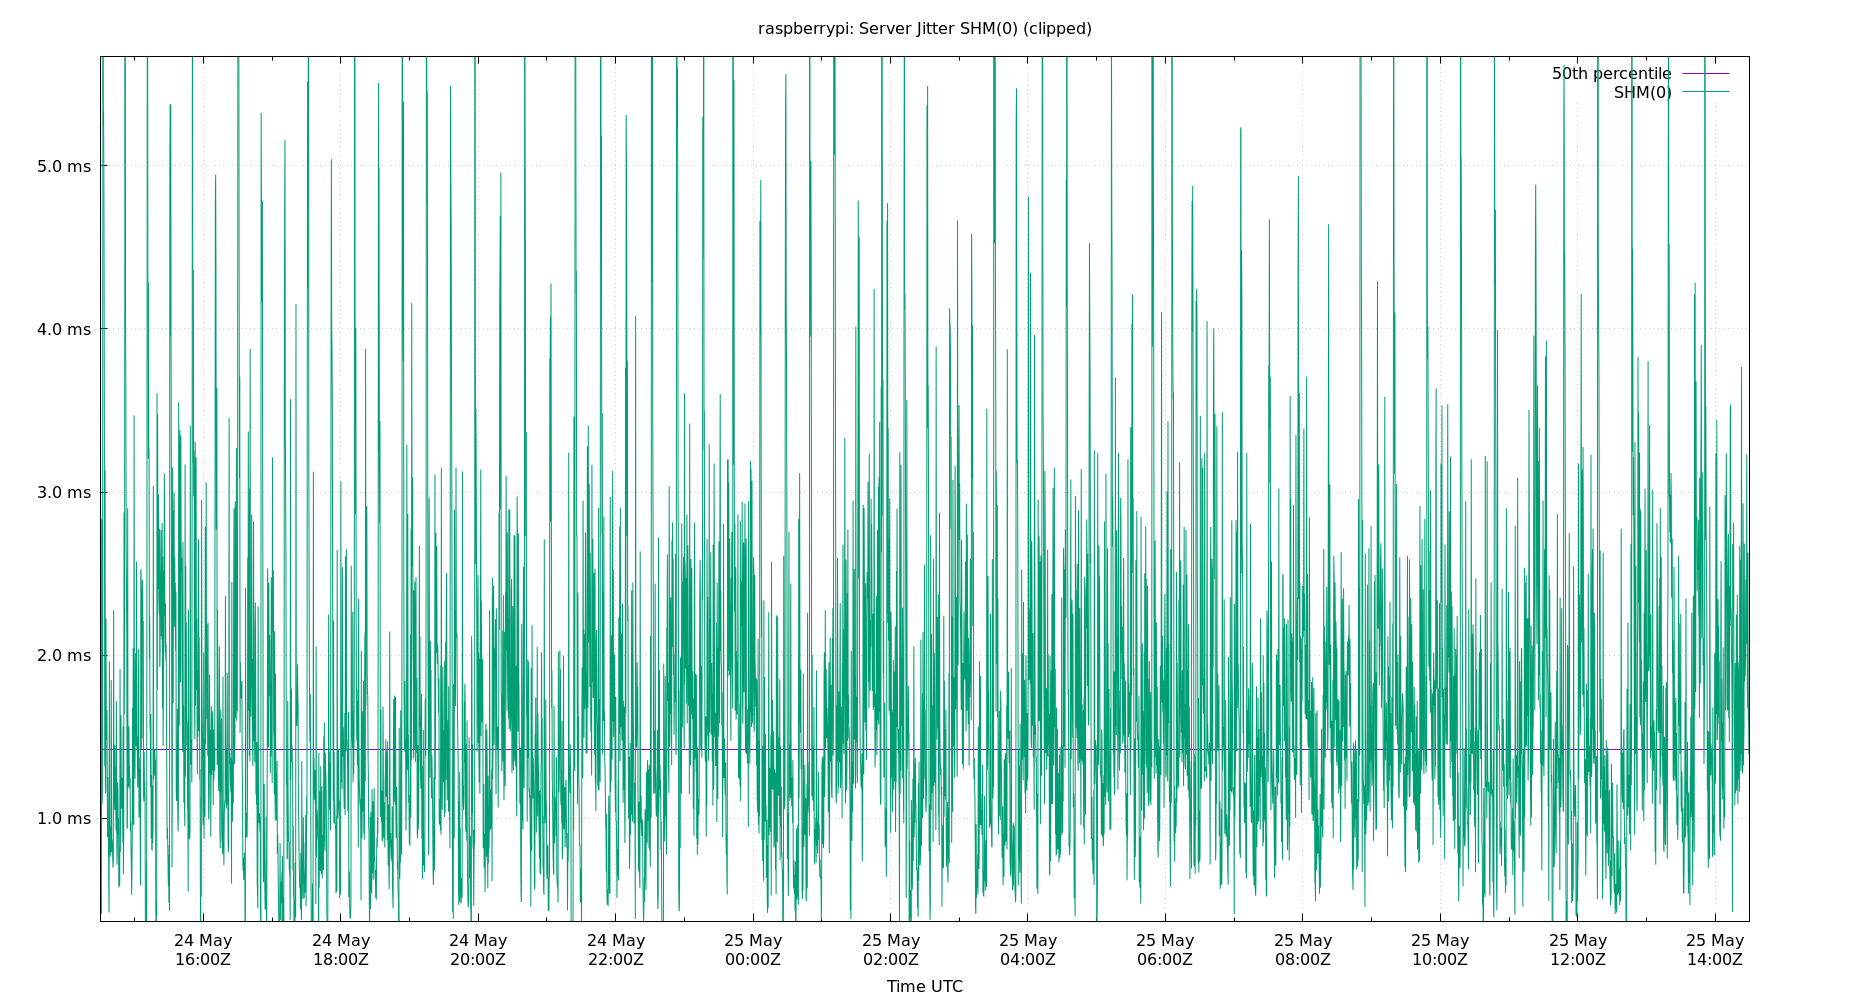 raspberrypi: Server Jitter SHM(0) (clipped)
50th percentile
SHM(0)
5.0 ms
4.0 ms
3.0 ms
2.0 ms
1.0 ms
24 May 24 May 24 May 24 May 25 May 25 May 25 May 25 May 25 May 25 May 25 May 25 May
16:00Z 18:00Z 20:00Z 22:00Z 00:00Z 02:00Z 04:00Z 06:00Z 08:00Z 10:00Z 12:00Z 14:00Z
Time UTC